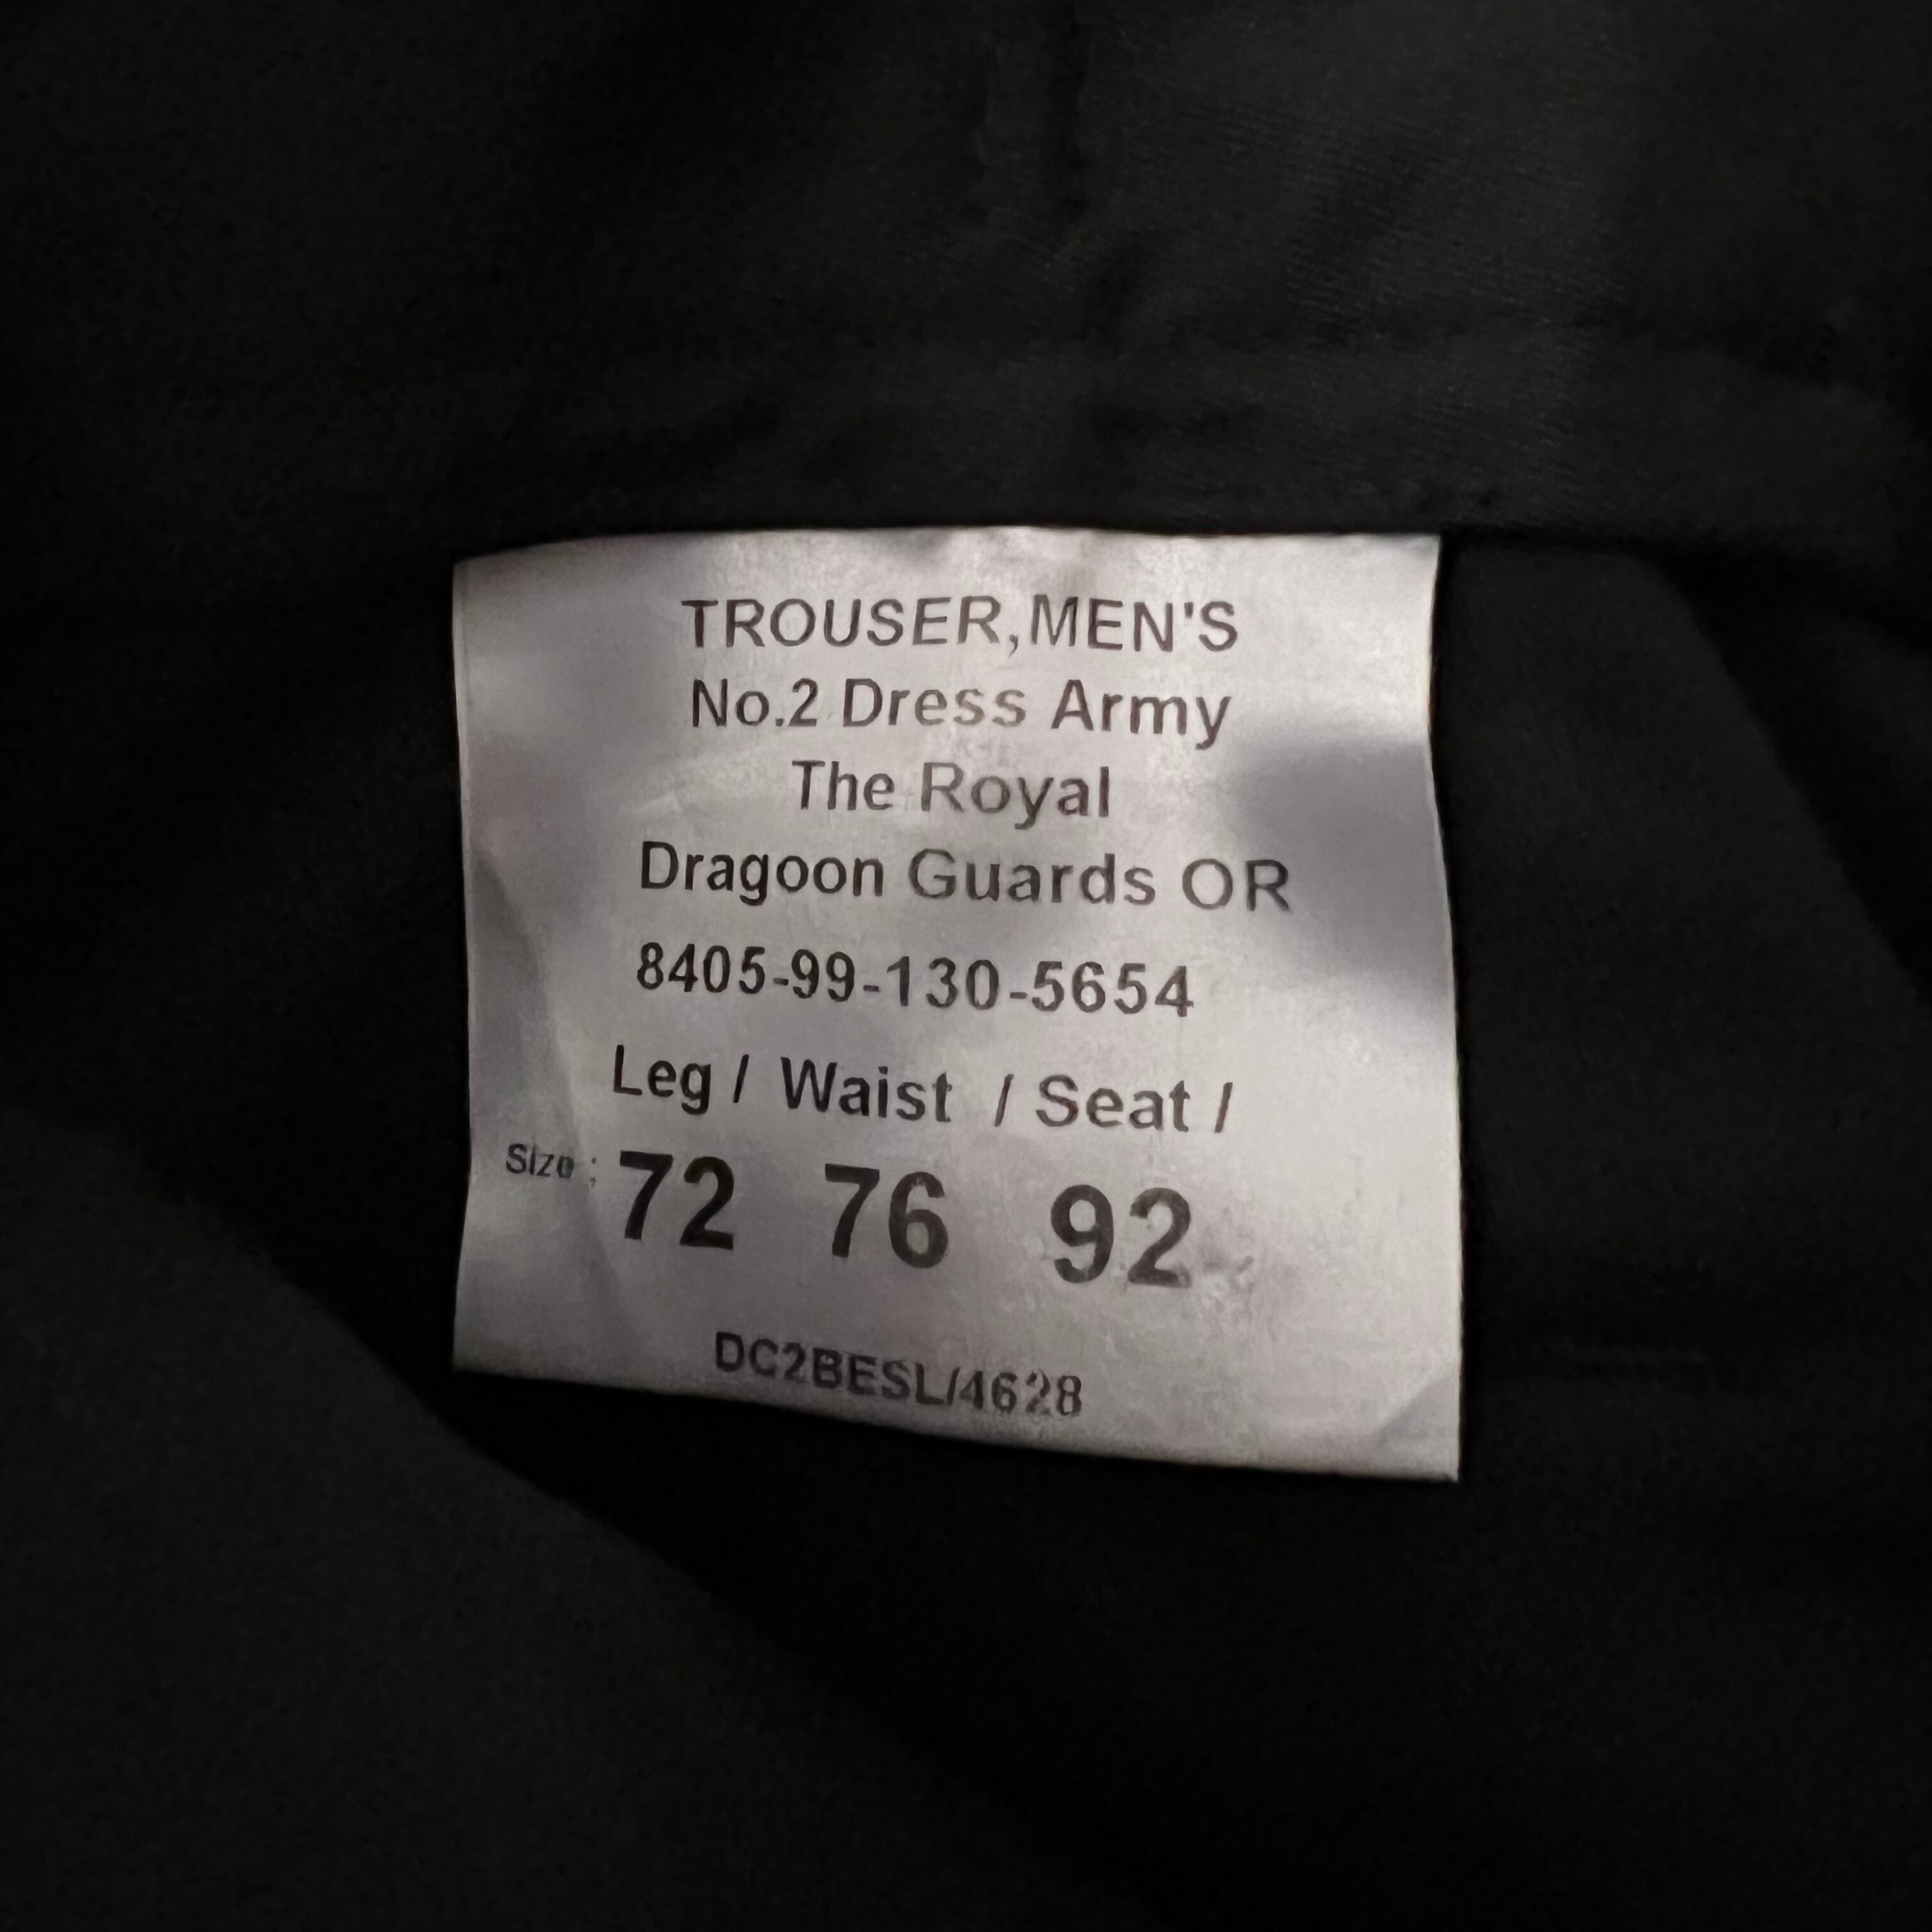 TROUSER,MEN'S
No.2 Dress Army
The Royal
Dragoon Guards OR
8405-99-130-5654
Leg / Waist / Seat /
Size : 72 76 92
DC2BESL/4628